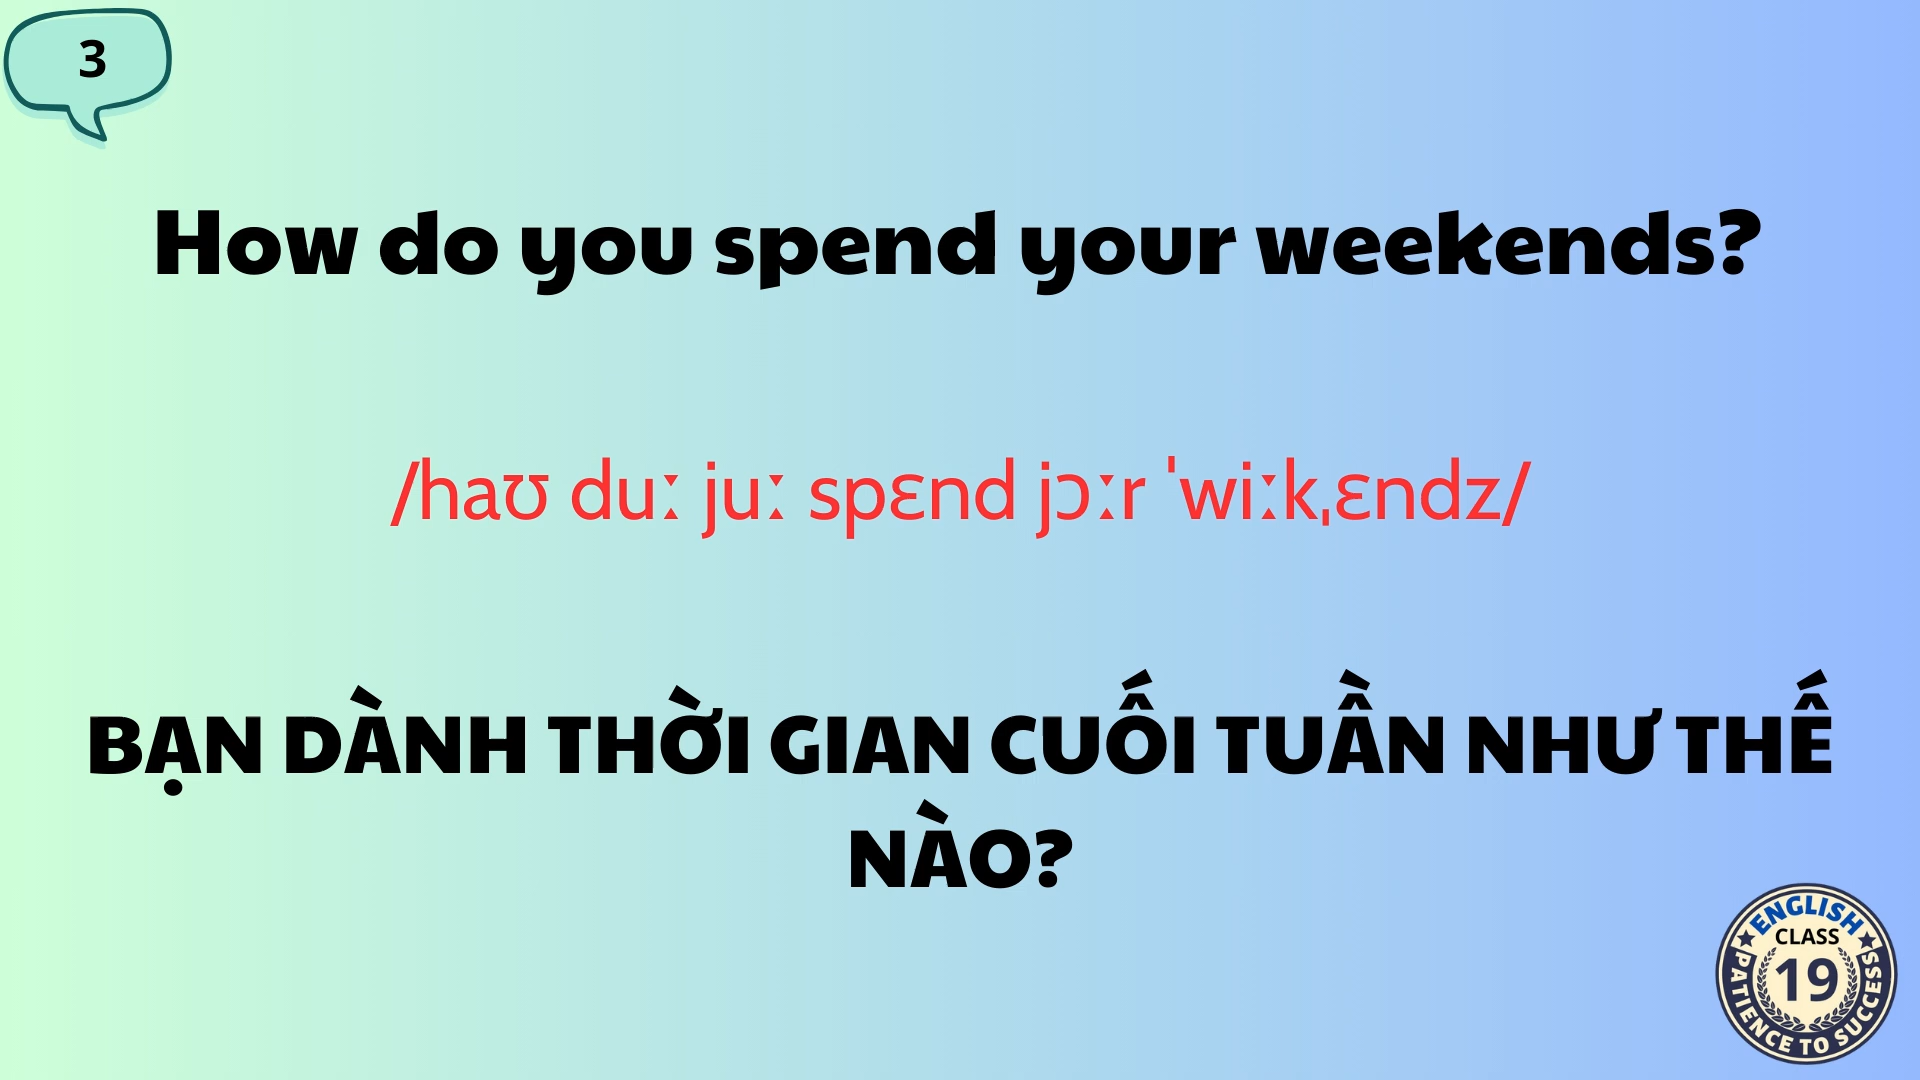 3
How do you spend your weekends?
/haʊ duː juː spɛnd jɔːr ˈwiːkˌɛndz/
BẠN DÀNH THỜI GIAN CUỐI TUẦN NHƯ THẾ
NÀO?
ENGLISH
CLASS
19
PATIENCE TO SUCCESS